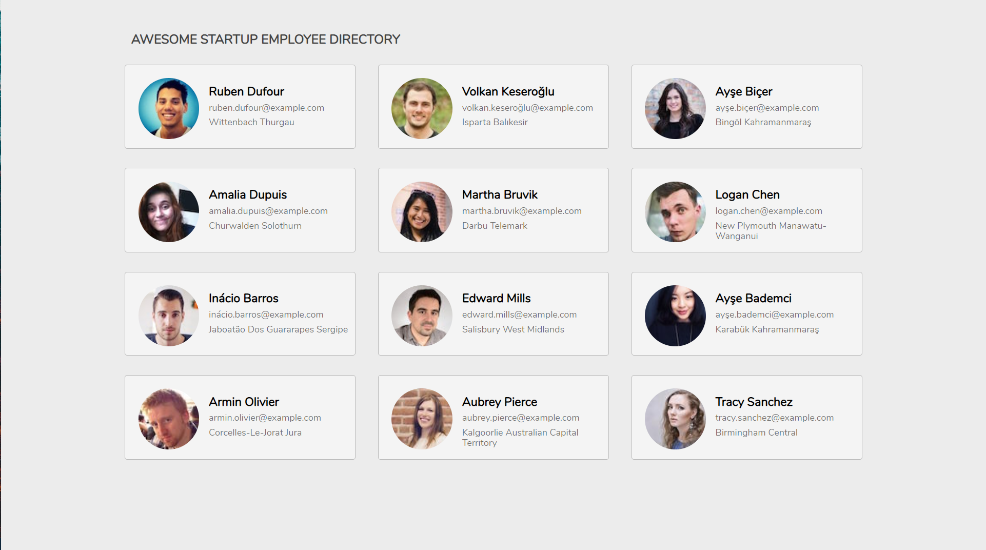 AWESOME STARTUP EMPLOYEE DIRECTORY
Ruben Dufour
ruben.dufour@example.com
Wittenbach Thurgau
Volkan Keseroğlu
volkan.keseroğlu@example.com
Isparta Balıkesir
Ayşe Biçer
ayşe.biçer@example.com
Bingöl Kahramanmaraş
Amalia Dupuis
amalia.dupuis@example.com
Churwalden Solothurn
Martha Bruvik
martha.bruvik@example.com
Darbu Telemark
Logan Chen
logan.chen@example.com
New Plymouth Manawatu-
Wanganui
Inácio Barros
inácio.barros@example.com
Jaboatão Dos Guararapes Sergipe
Edward Mills
edward.mills@example.com
Salisbury West Midlands
Ayşe Bademci
ayşe.bademci@example.com
Karabük Kahramanmaraş
Armin Olivier
armin.olivier@example.com
Corcelles-Le-Jorat Jura
Aubrey Pierce
aubrey.pierce@example.com
Kalgoorlie Australian Capital
Territory
Tracy Sanchez
tracy.sanchez@example.com
Birmingham Central